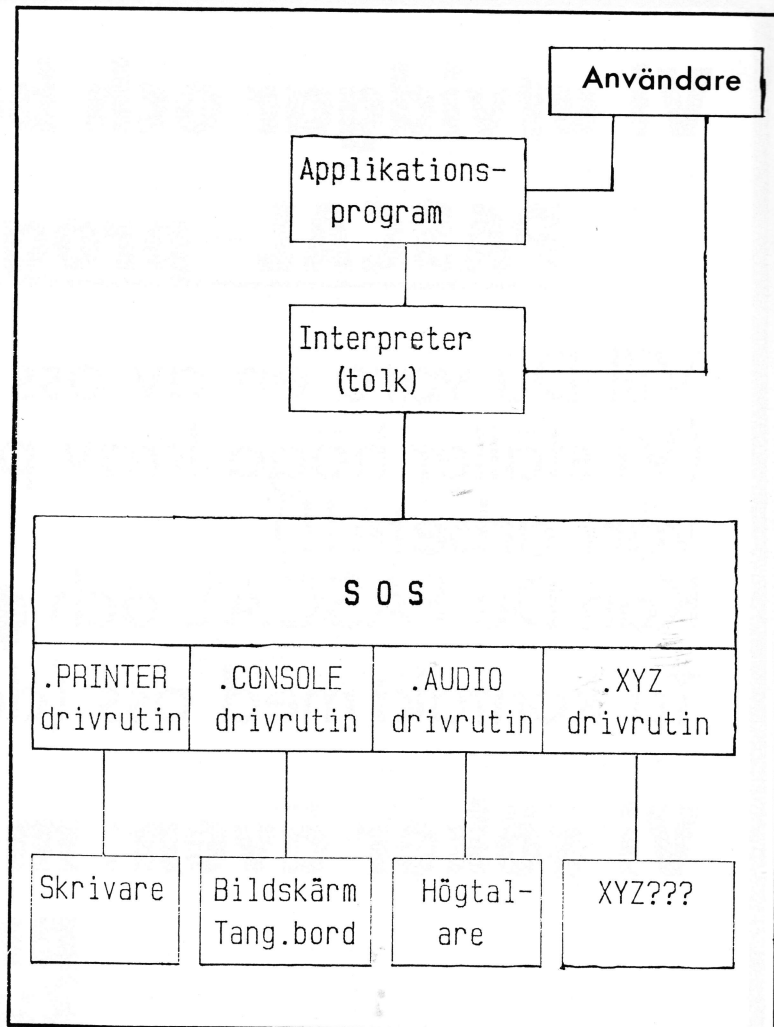 Användare
Applikations-
program
Interpreter
(tolk)
SOS
.PRINTER
drivrutin
.CONSOLE
drivrutin
.AUDIO
drivrutin
.XYZ
drivrutin
Skrivare
Bildskärm
Tang.bord
Högtal-
are
XYZ???